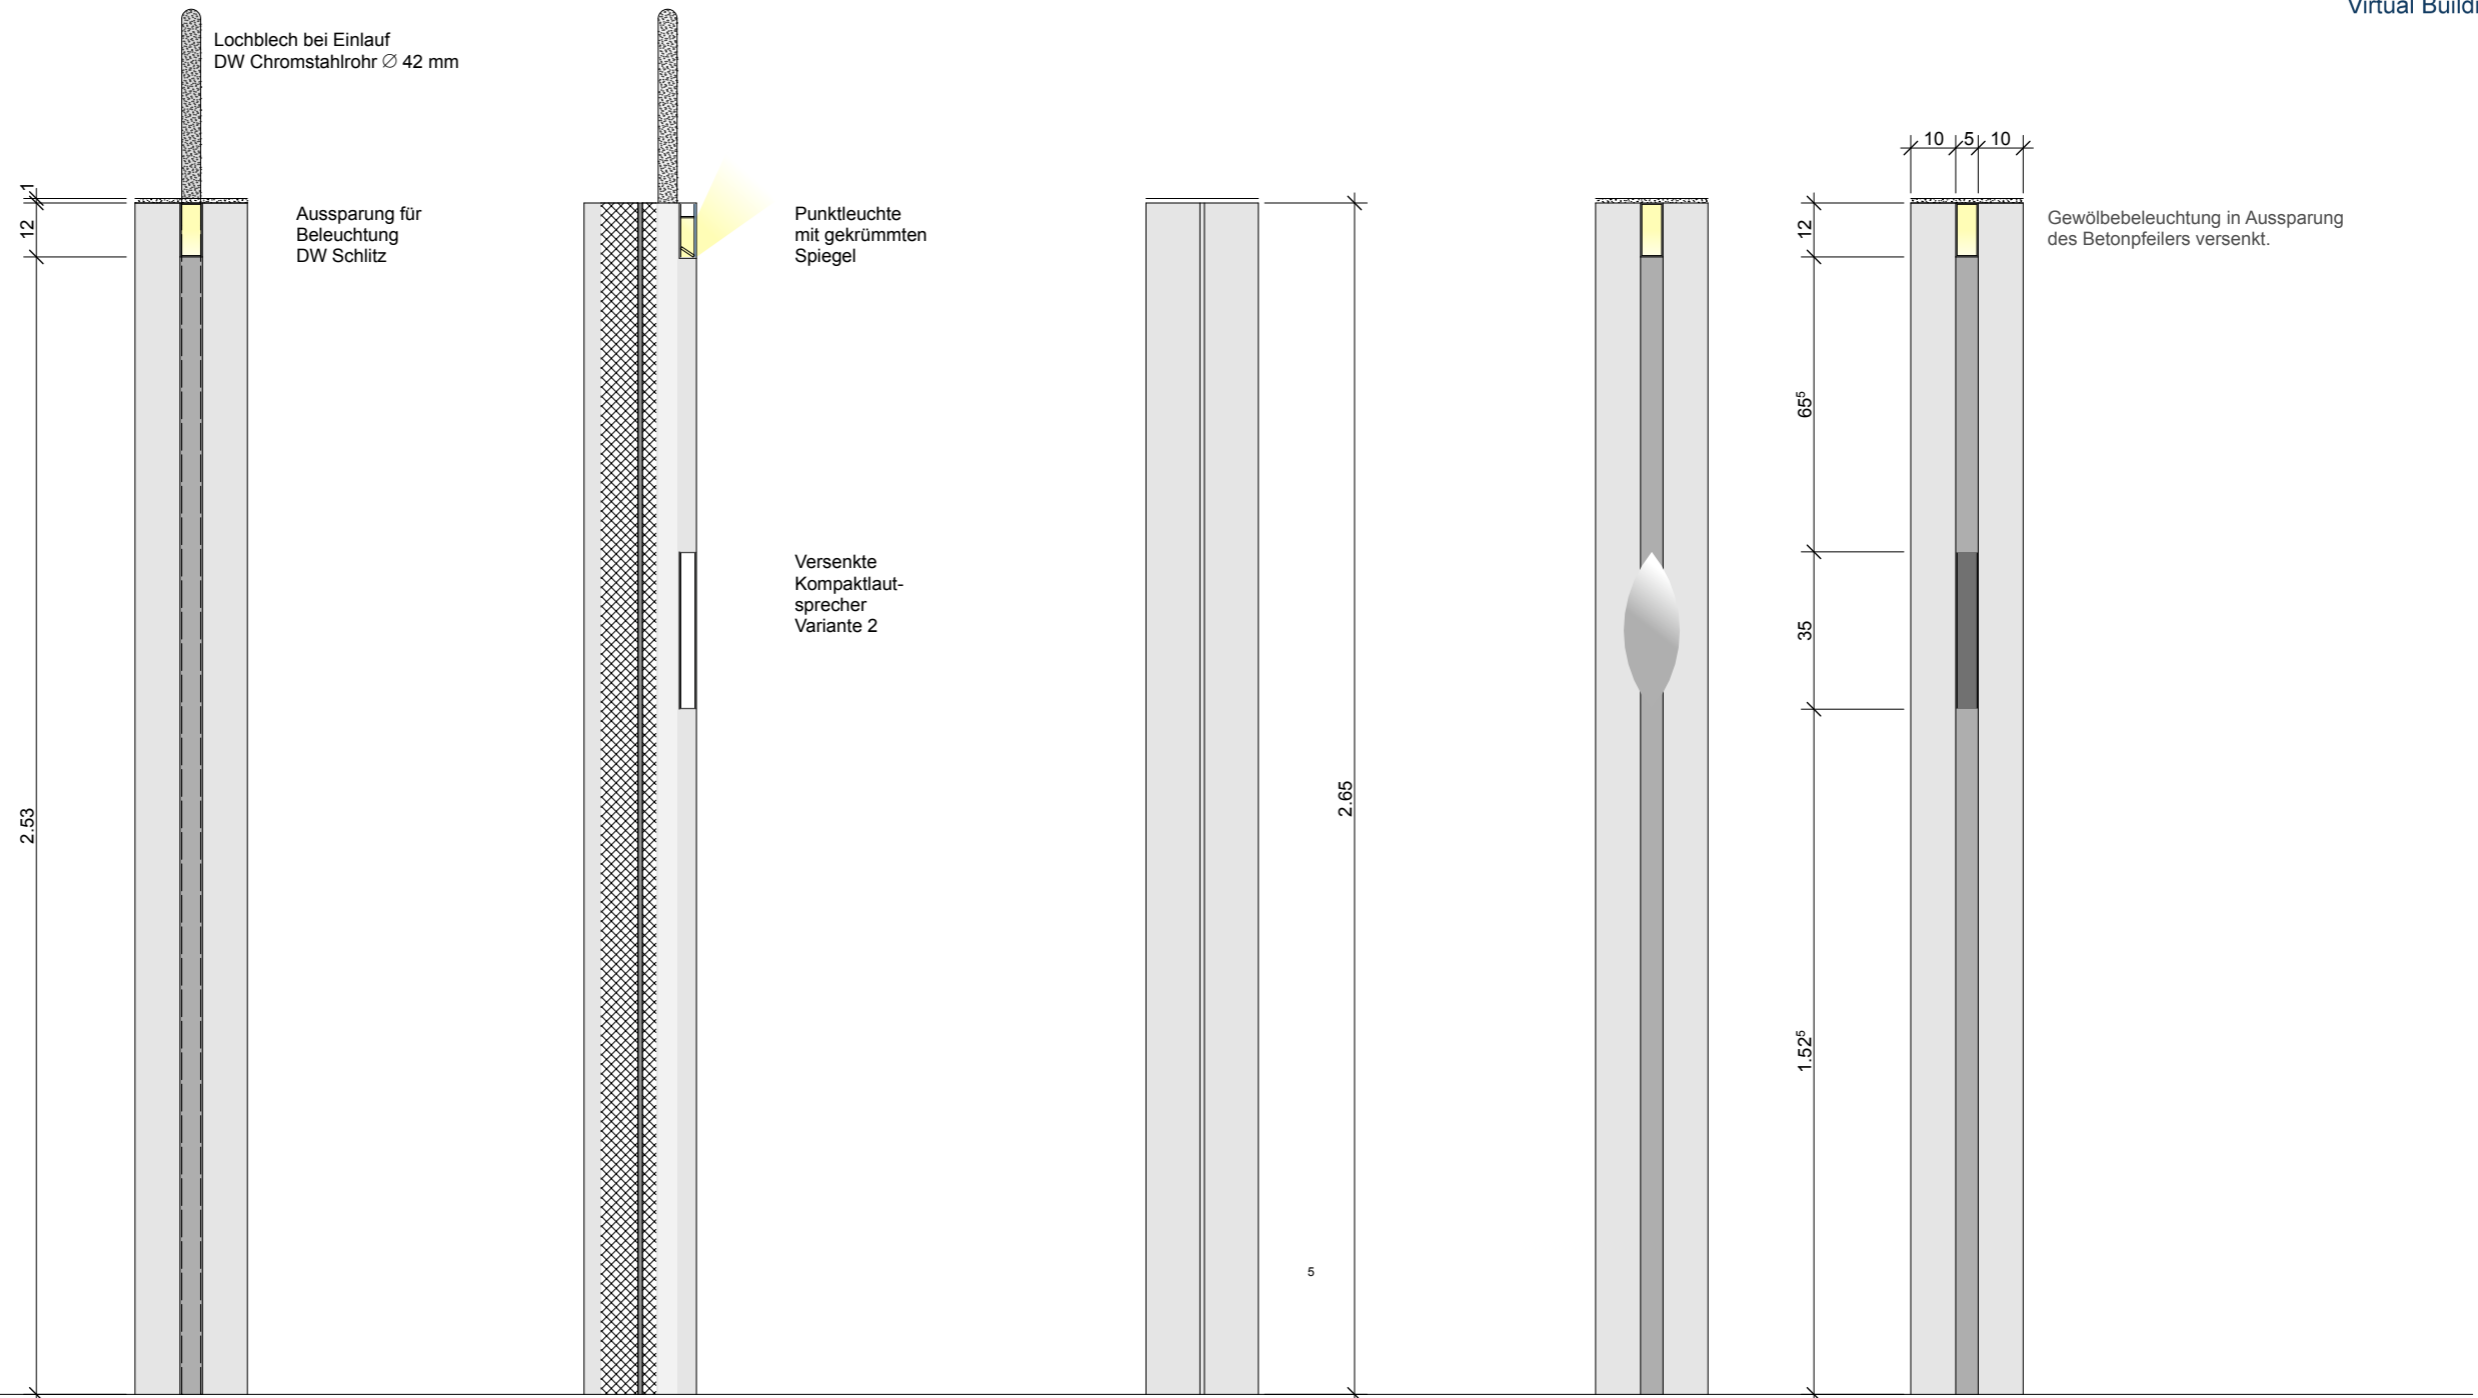 Virtual Buildi
Lochblech bei Einlauf
DW Chromstahlrohr ∅ 42 mm
1
12
2.53
Aussparung für
Beleuchtung
DW Schlitz
Punktleuchte
mit gekrümmten
Spiegel
Versenkte
Kompaktlaut-
sprecher
Variante 2
2.65
5
10 5 10
12
65⁵
35
1.52⁵
Gewölbebeleuchtung in Aussparung
des Betonpfeilers versenkt.